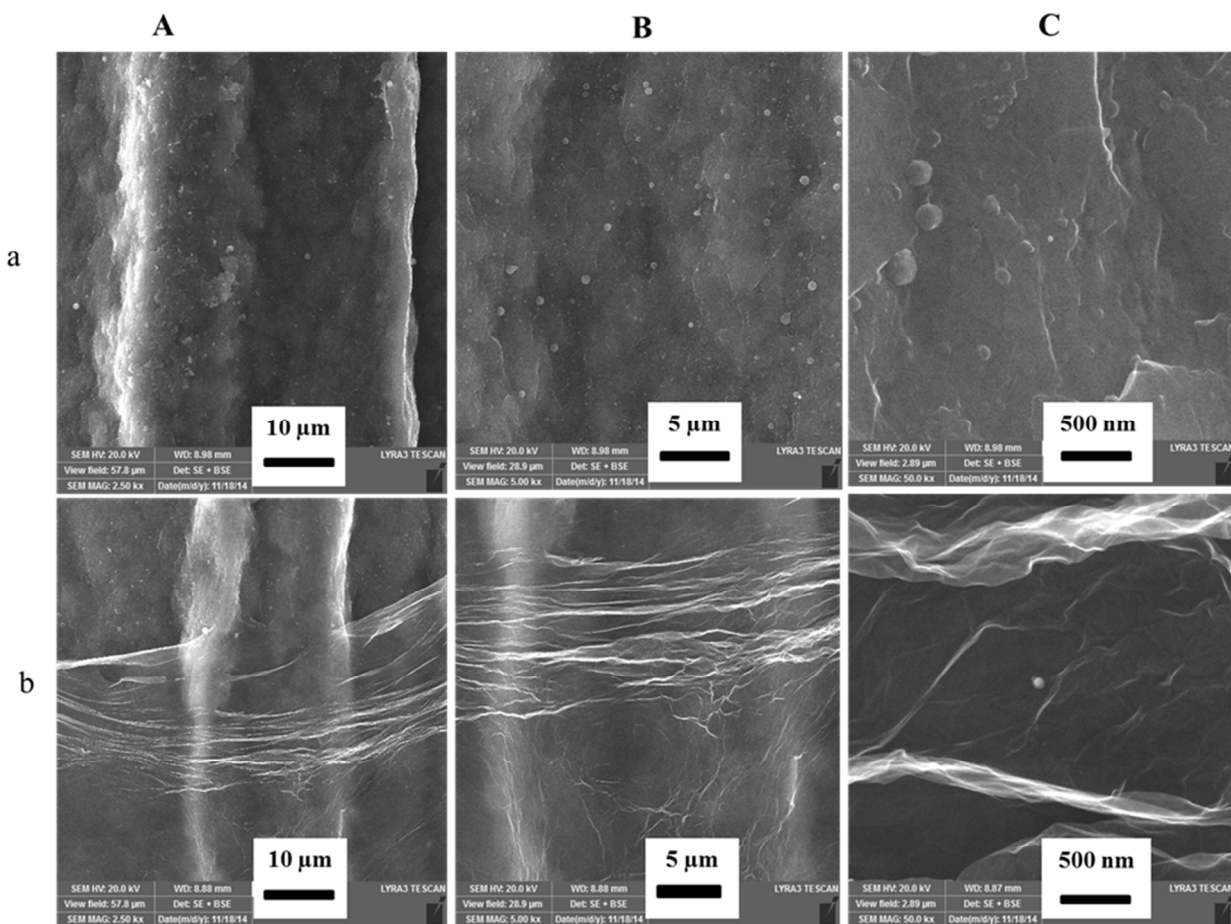 A B C
a
10 µm
5 µm
500 nm
SEM HV: 20.0 kV WD: 8.98 mm LYRA3 TESCAN
View field: 57.8 µm Det: SE + BSE
SEM MAG: 2.50 kx Date(m/d/y): 11/18/14
SEM HV: 20.0 kV WD: 8.98 mm LYRA3 TESCAN
View field: 28.9 µm Det: SE + BSE
SEM MAG: 5.00 kx Date(m/d/y): 11/18/14
SEM HV: 20.0 kV WD: 8.98 mm LYRA3 TESCAN
View field: 2.89 µm Det: SE + BSE
SEM MAG: 50.0 kx Date(m/d/y): 11/18/14
b
10 µm
5 µm
500 nm
SEM HV: 20.0 kV WD: 8.88 mm LYRA3 TESCAN
View field: 57.8 µm Det: SE + BSE
SEM MAG: 2.50 kx Date(m/d/y): 11/18/14
SEM HV: 20.0 kV WD: 8.88 mm LYRA3 TESCAN
View field: 28.9 µm Det: SE + BSE
SEM MAG: 5.00 kx Date(m/d/y): 11/18/14
SEM HV: 20.0 kV WD: 8.87 mm LYRA3 TESCAN
View field: 2.89 µm Det: SE + BSE
SEM MAG: 50.0 kx Date(m/d/y): 11/18/14